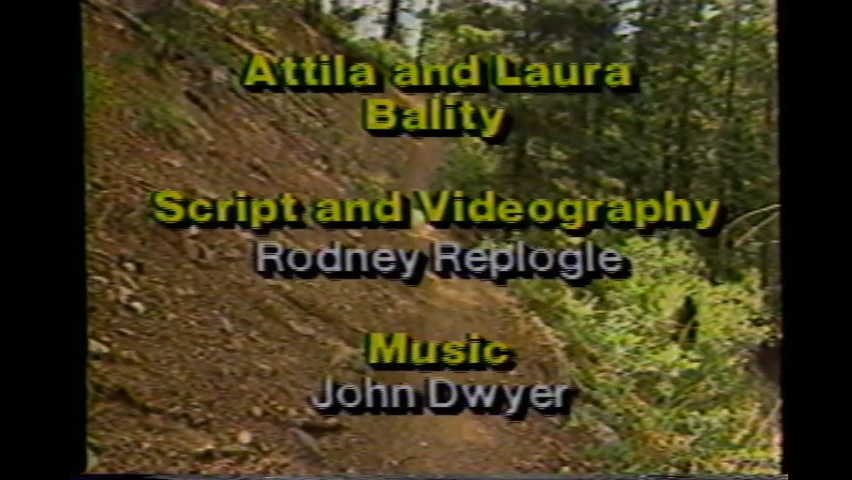 Attila and Laura
Bality
Script and Videography
Rodney Replogle
Music
John Dwyer